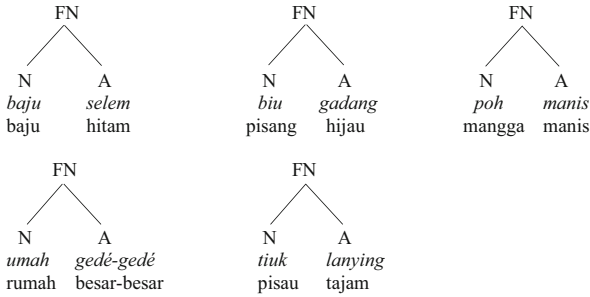 FN FN FN
N A N A N A
baju selem biu gadang poh manis
baju hitam pisang hijau mangga manis
FN FN
N A N A
umah gedé-gedé tiuk lanying
rumah besar-besar pisau tajam